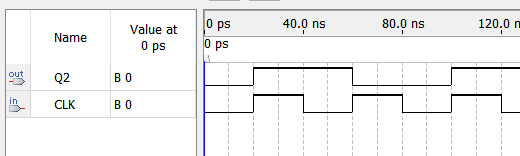 Name
Value at
0 ps
0 ps
40.0 ns
80.0 ns
120.0 n
0 ps
out
Q2
B 0
in
CLK
B 0